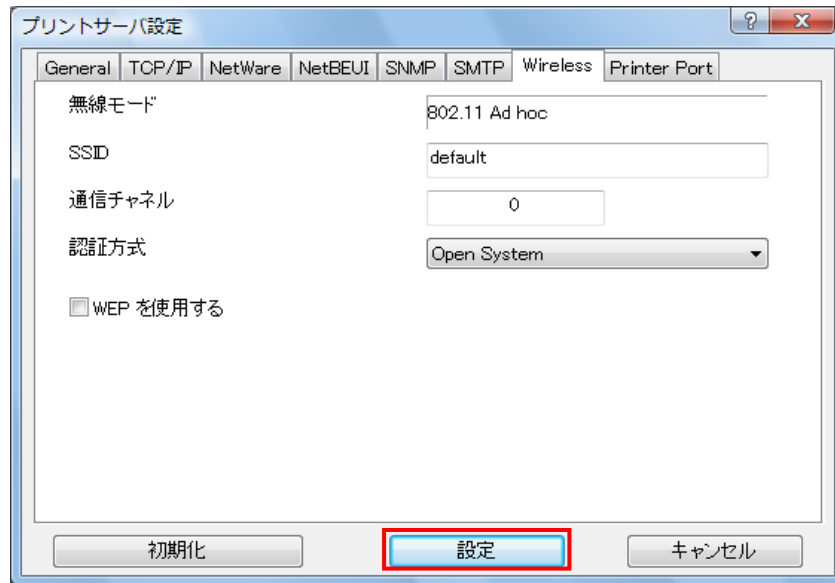 プリントサーバ設定
General TCP/IP NetWare NetBEUI SNMP SMTP Wireless Printer Port
無線モード 802.11 Ad hoc
SSID default
通信チャネル 0
認証方式 Open System
WEP を使用する
初期化 設定 キャンセル